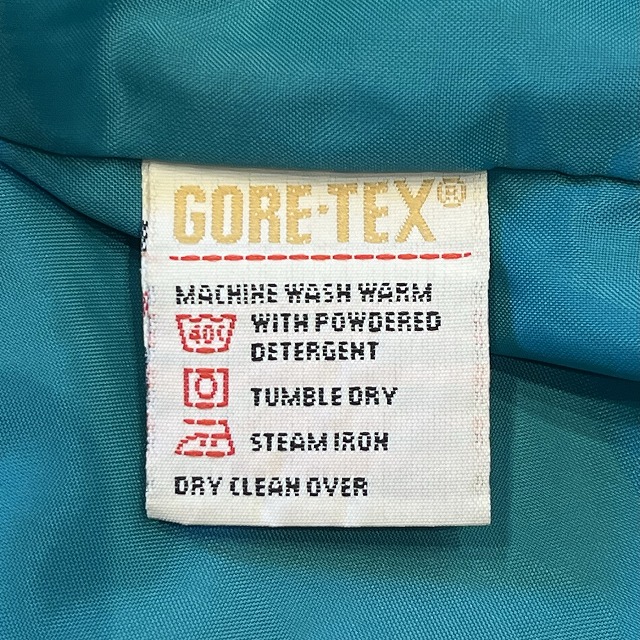 GORE-TEX®
MACHINE WASH WARM
40° WITH POWDERED
DETERGENT
TUMBLE DRY
STEAM IRON
DRY CLEAN OVER